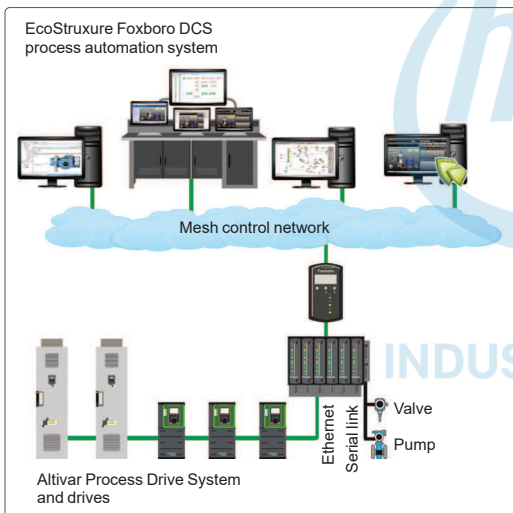 EcoStruxure Foxboro DCS
process automation system
Mesh control network
Foxboro
Ethernet
Serial link
Valve
Pump
Altivar Process Drive System
and drives
INDUS